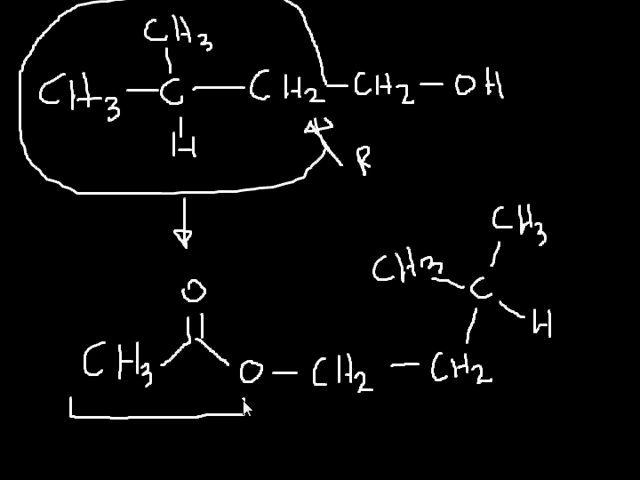 CH3
CH3 — C — CH2 — CH2 — OH
H
R
CH3
O
CH3 C
H
CH3 O — CH2 — CH2